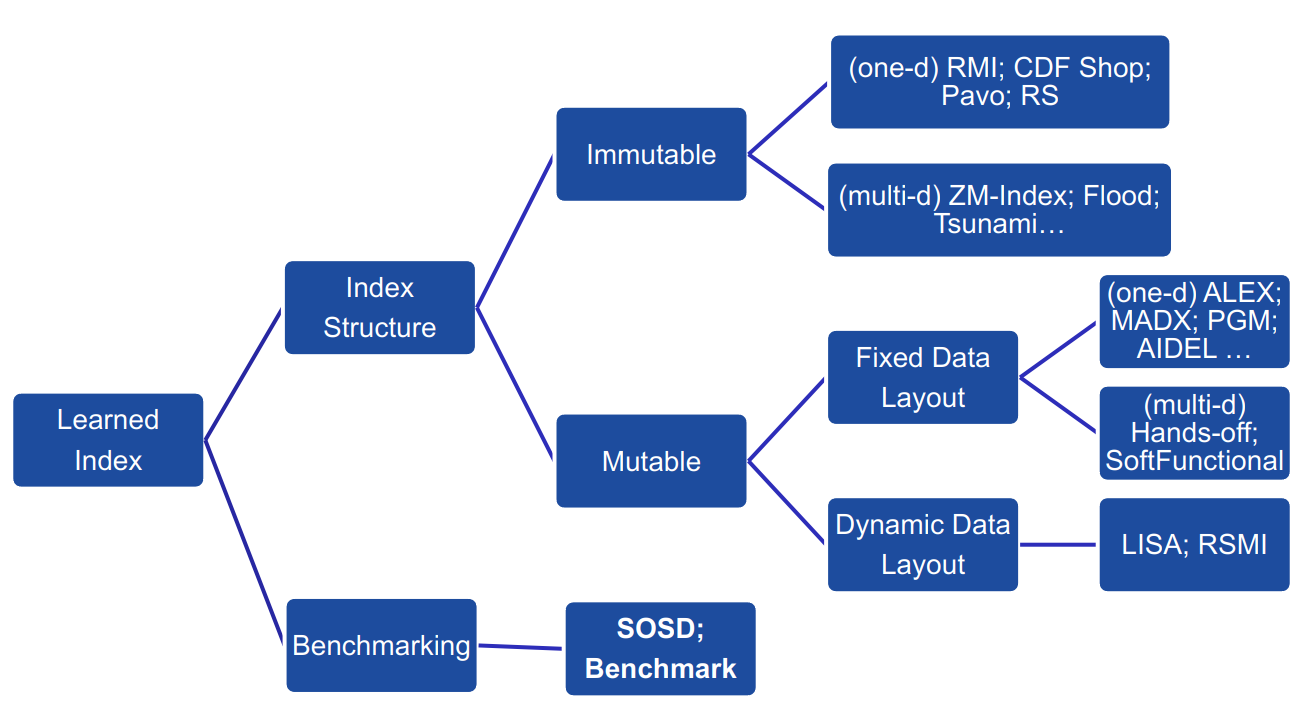 (one-d) RMI; CDF Shop;
Pavo; RS
Immutable
(multi-d) ZM-Index; Flood;
Tsunami…
Index
Structure
(one-d) ALEX;
MADX; PGM;
AIDEL …
Fixed Data
Layout
Learned
Index
(multi-d)
Hands-off;
SoftFunctional
Mutable
Dynamic Data
Layout
LISA; RSMI
Benchmarking
SOSD;
Benchmark